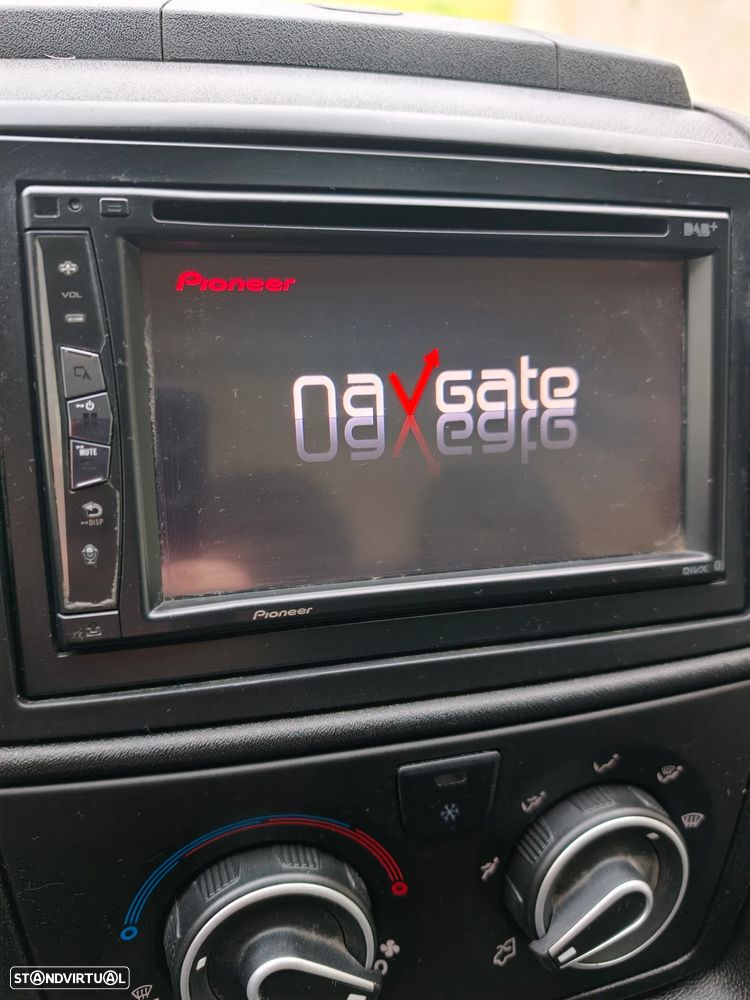 DAB+
Pioneer
VOL
navgate
MUTE
DISP
DIVX
Pioneer
STANDVIRTUAL